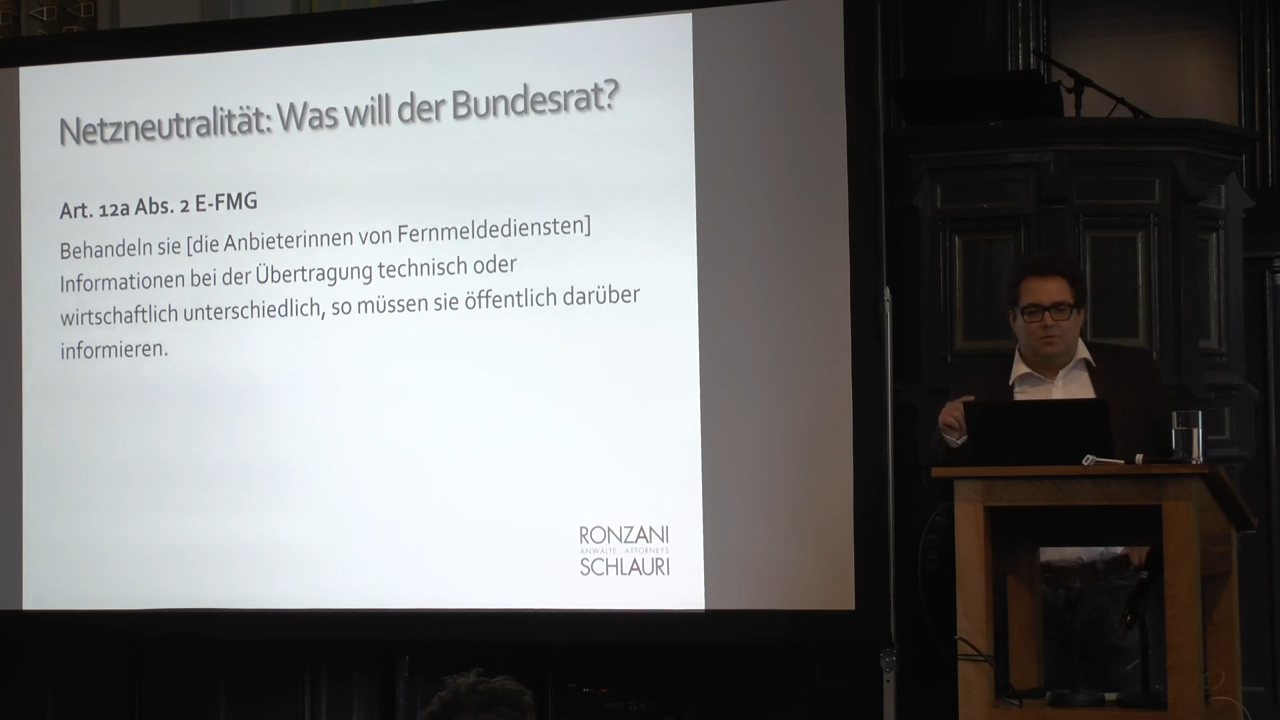 Netzneutralität: Was will der Bundesrat?
Art. 12a Abs. 2 E-FMG
Behandeln sie [die Anbieterinnen von Fernmeldediensten]
Informationen bei der Übertragung technisch oder
wirtschaftlich unterschiedlich, so müssen sie öffentlich darüber
informieren.
RONZANI
ANWÄLTE · ATTORNEYS
SCHLAURI